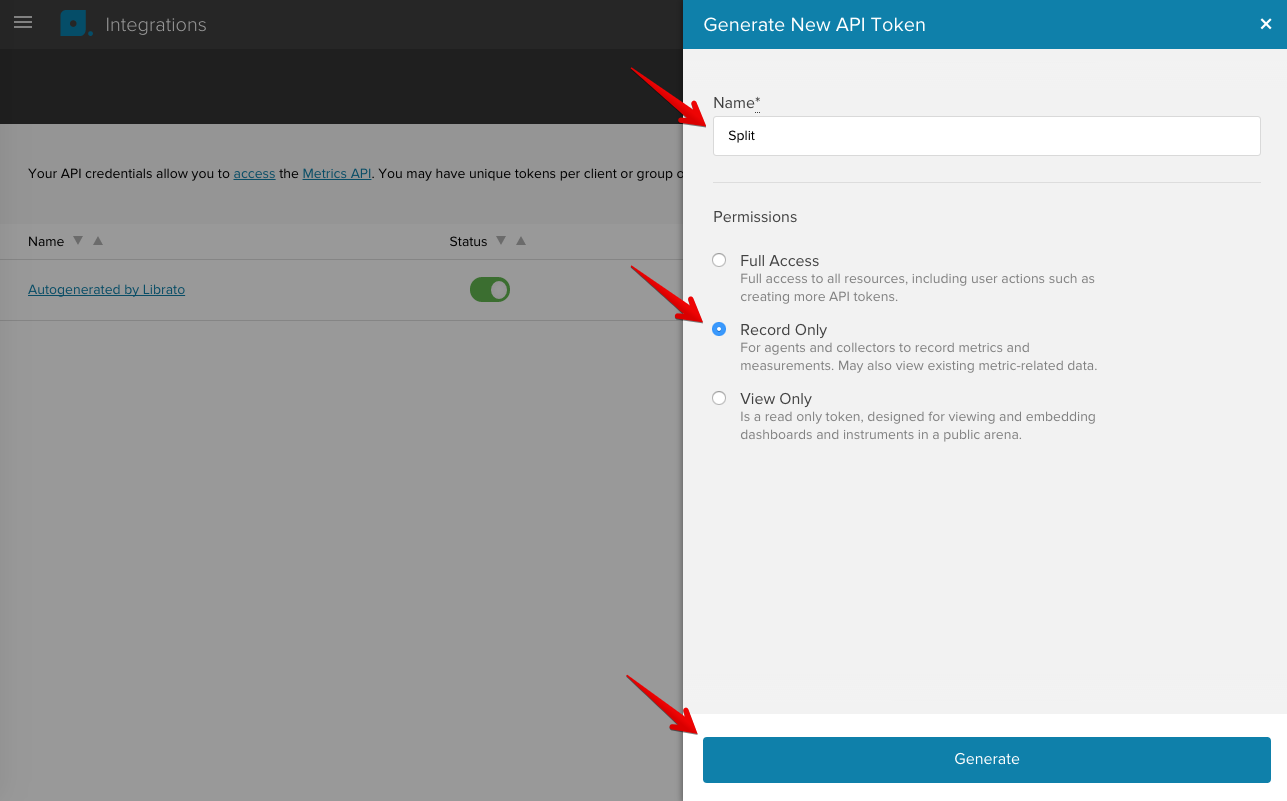 Integrations
Generate New API Token
×
Name*
Split
Your API credentials allow you to access the Metrics API. You may have unique tokens per client or group o
Permissions
Name ▼ ▲ Status ▼ ▲
Full Access
Full access to all resources, including user actions such as
creating more API tokens.
Autogenerated by Librato
Record Only
For agents and collectors to record metrics and
measurements. May also view existing metric-related data.
View Only
Is a read only token, designed for viewing and embedding
dashboards and instruments in a public arena.
Generate